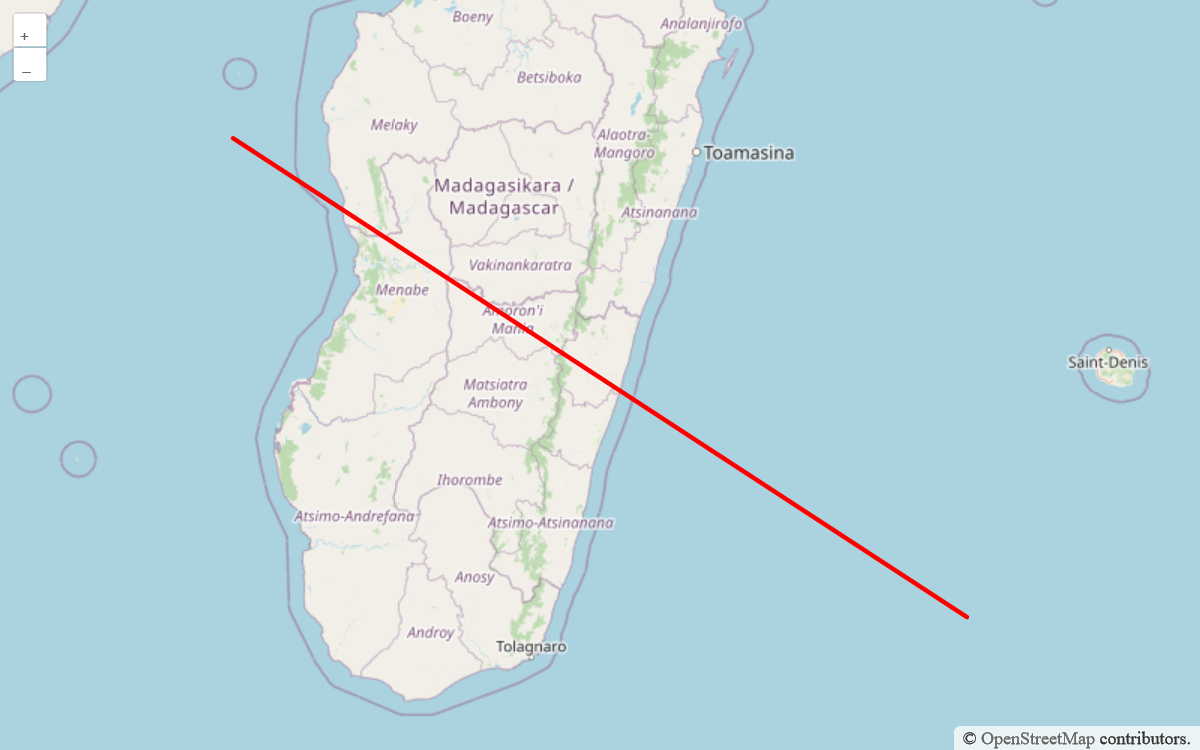 +
–
Boeny
Analanjirofo
Betsiboka
Melaky
Alaotra-
Mangoro
Toamasina
Madagasikara /
Madagascar
Atsinanana
Vakinankaratra
Menabe
Amoron'i
Mania
Saint-Denis
Matsiatra
Ambony
Ihorombe
Atsimo-Andrefana
Atsimo-Atsinanana
Anosy
Androy
Tolagnaro
© OpenStreetMap contributors.